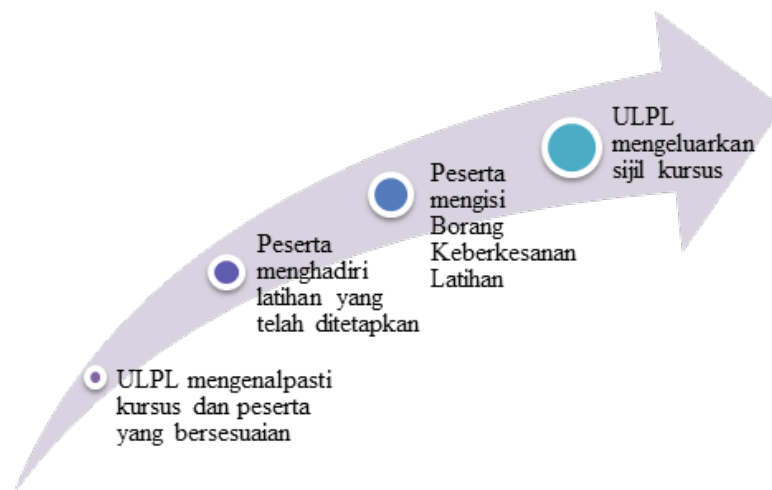 ULPL mengenalpasti
kursus dan peserta
yang bersesuaian
Peserta
menghadiri
latihan yang
telah ditetapkan
Peserta
mengisi
Borang
Keberkesanan
Latihan
ULPL
mengeluarkan
sijil kursus